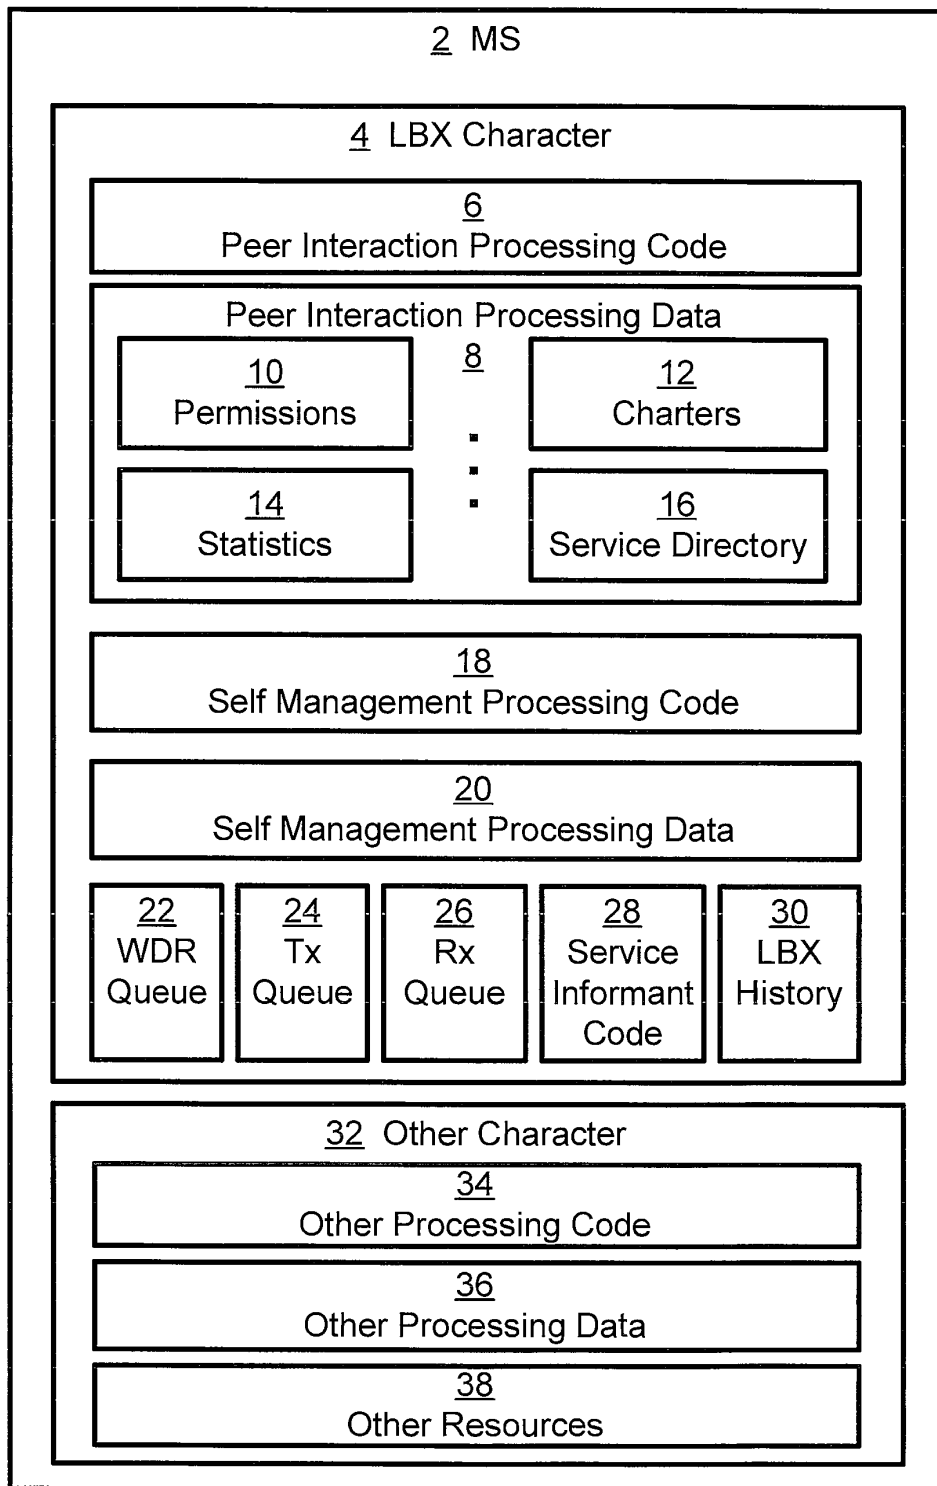 2 MS
4 LBX Character
6
Peer Interaction Processing Code
Peer Interaction Processing Data
8
10
Permissions
12
Charters
14
Statistics
16
Service Directory
18
Self Management Processing Code
20
Self Management Processing Data
22
WDR
Queue
24
Tx
Queue
26
Rx
Queue
28
Service
Informant
Code
30
LBX
History
32 Other Character
34
Other Processing Code
36
Other Processing Data
38
Other Resources